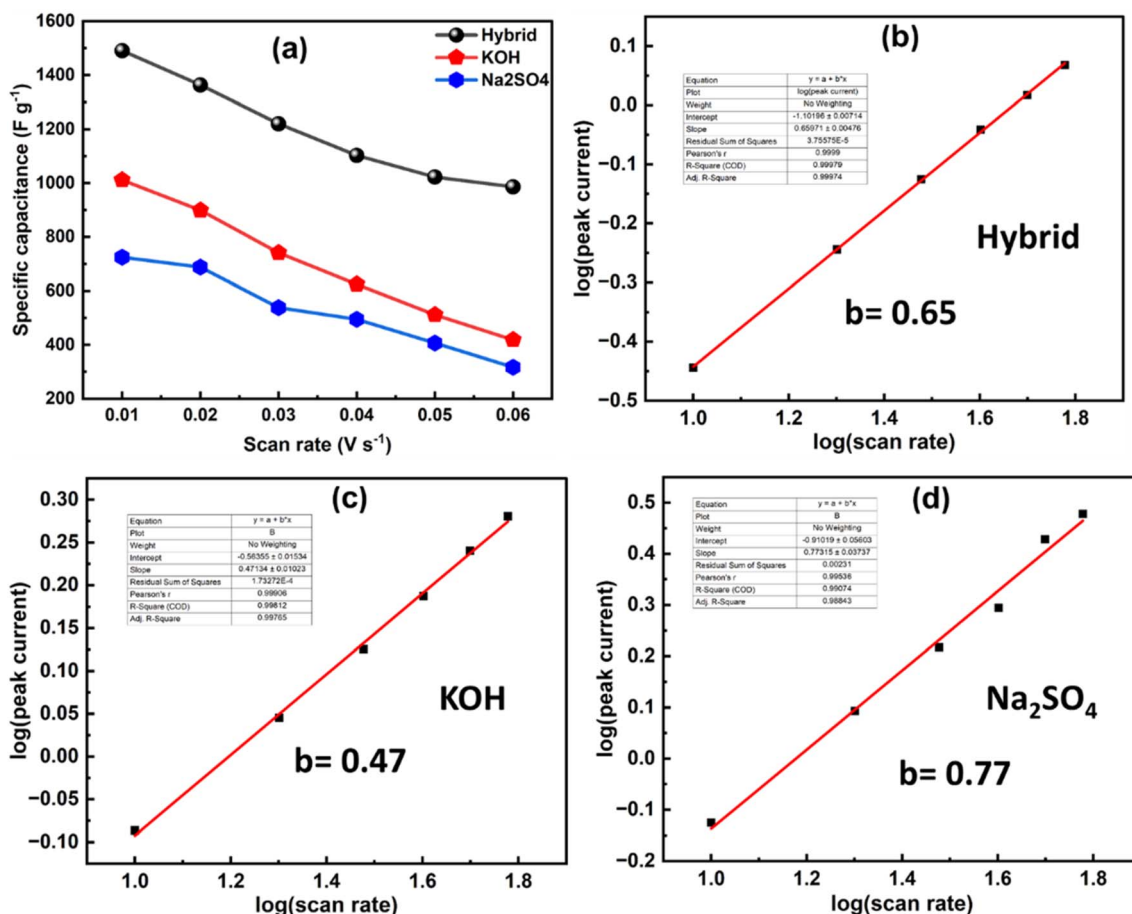 (a)
Hybrid
KOH
Na2SO4
1600
1400
1200
1000
800
600
400
200
Specific capacitance (F g⁻¹)
0.01 0.02 0.03 0.04 0.05 0.06
Scan rate (V s⁻¹)
(b)
0.1
0.0
−0.1
−0.2
−0.3
−0.4
−0.5
log(peak current)
Equation y = a + b*x
Plot log(peak current)
Weight No Weighting
Intercept -1.10196 ± 0.00714
Slope 0.65971 ± 0.00476
Residual Sum of Squares 3.75575E-5
Pearson's r 0.9999
R-Square (COD) 0.99979
Adj. R-Square 0.99974
Hybrid
b= 0.65
1.0 1.2 1.4 1.6 1.8
log(scan rate)
(c)
0.30
0.25
0.20
0.15
0.10
0.05
0.00
−0.05
−0.10
log(peak current)
Equation y = a + b*x
Plot B
Weight No Weighting
Intercept -0.56355 ± 0.01534
Slope 0.47134 ± 0.01023
Residual Sum of Squares 1.73272E-4
Pearson's r 0.99906
R-Square (COD) 0.99812
Adj. R-Square 0.99765
KOH
b= 0.47
1.0 1.2 1.4 1.6 1.8
log(scan rate)
(d)
0.5
0.4
0.3
0.2
0.1
0.0
−0.1
−0.2
log(peak current)
Equation y = a + b*x
Plot B
Weight No Weighting
Intercept -0.91019 ± 0.05603
Slope 0.77315 ± 0.03737
Residual Sum of Squares 0.00231
Pearson's r 0.99536
R-Square (COD) 0.99074
Adj. R-Square 0.98843
Na₂SO₄
b= 0.77
1.0 1.2 1.4 1.6 1.8
log(scan rate)